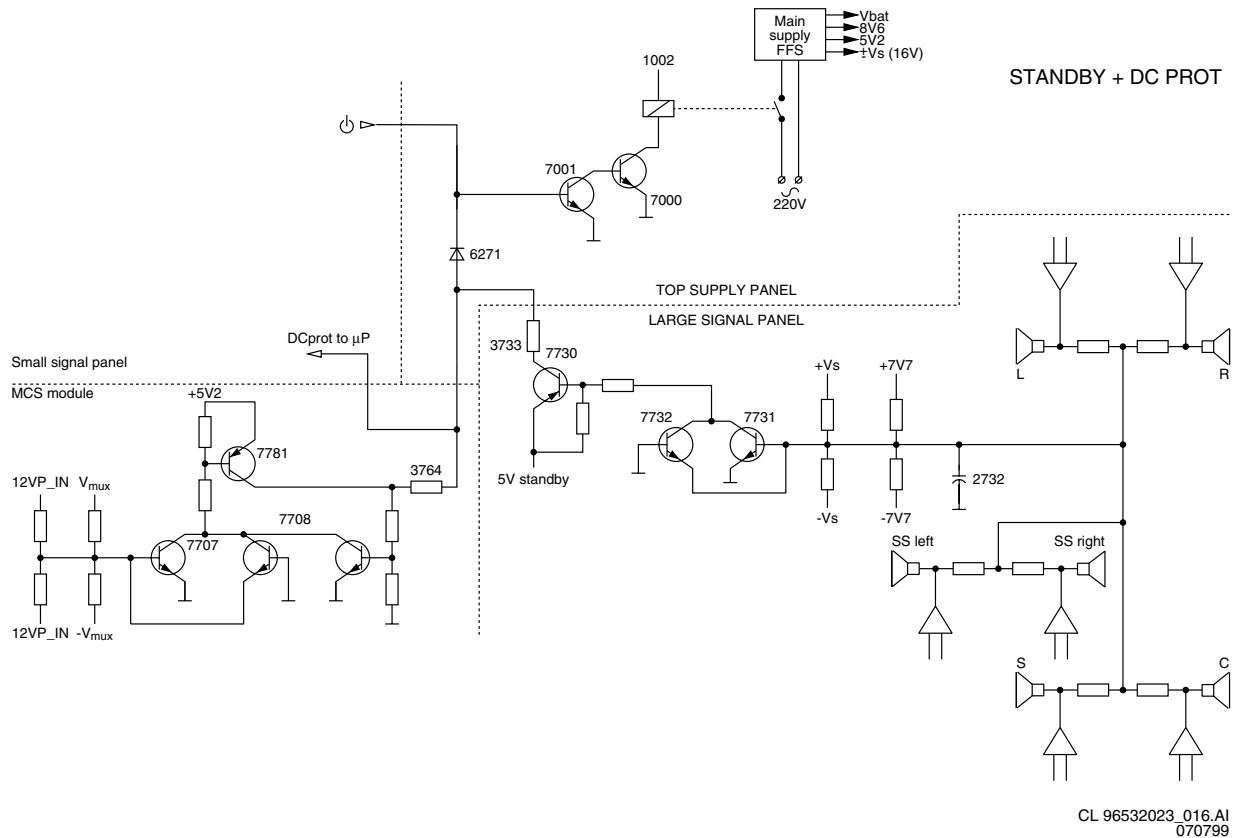 Main
supply
FFS
Vbat
8V6
5V2
±Vs (16V)
1002
STANDBY + DC PROT
7001
7000
220V
6271
TOP SUPPLY PANEL
LARGE SIGNAL PANEL
DCprot to μP
3733
7730
Small signal panel
MCS module
L
R
+5V2
+Vs
+7V7
7732
7731
7781
3764
5V standby
2732
12VP_IN
Vmux
7708
-Vs
-7V7
7707
SS left
SS right
12VP_IN
-Vmux
S
C
CL 96532023_016.AI
070799